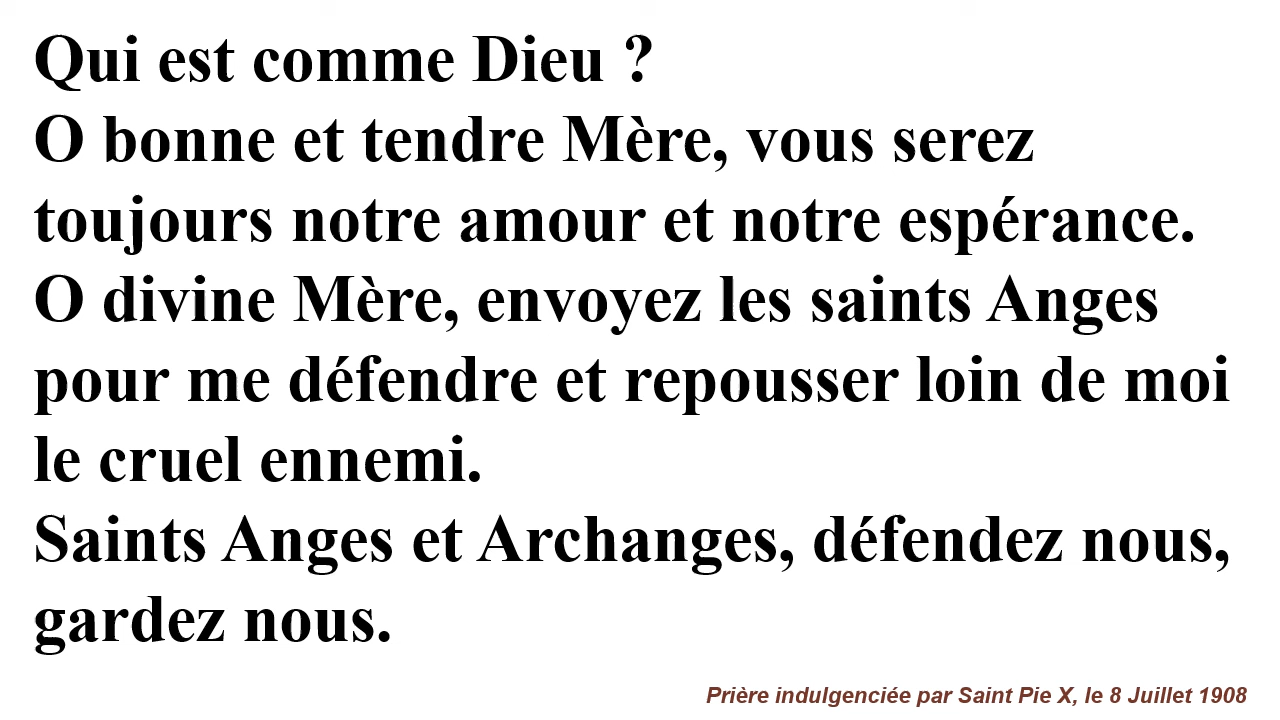 Qui est comme Dieu ?
O bonne et tendre Mère, vous serez
toujours notre amour et notre espérance.
O divine Mère, envoyez les saints Anges
pour me défendre et repousser loin de moi
le cruel ennemi.
Saints Anges et Archanges, défendez nous,
gardez nous.
Prière indulgenciée par Saint Pie X, le 8 Juillet 1908